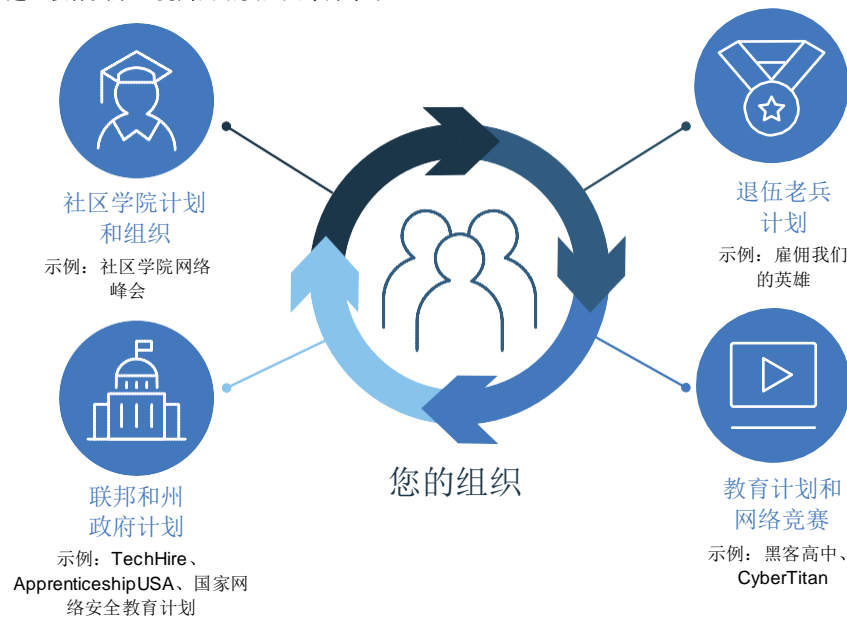 社区学院计划
和组织
示例：社区学院网络
峰会
退伍老兵
计划
示例：雇佣我们
的英雄
您的组织
联邦和州
政府计划
示例：TechHire、
ApprenticeshipUSA、国家网
络安全教育计划
教育计划和
网络竞赛
示例：黑客高中、
CyberTitan